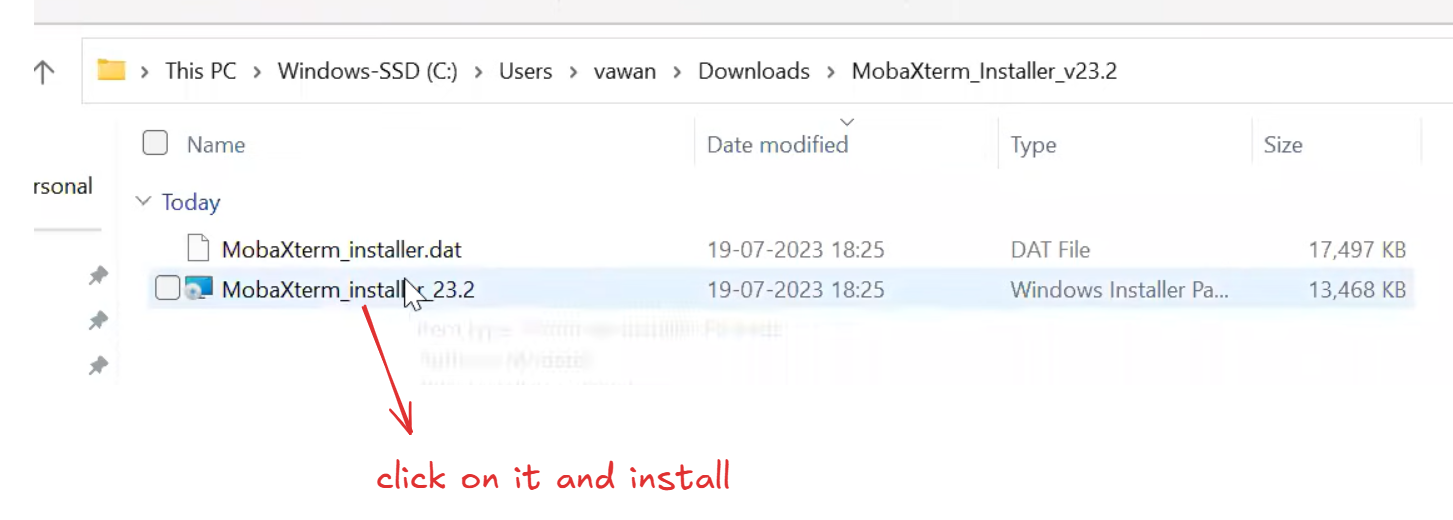 This PC > Windows-SSD (C:) > Users > vawan > Downloads > MobaXterm_Installer_v23.2
Name Date modified Type Size
rsonal
Today
MobaXterm_installer.dat 19-07-2023 18:25 DAT File 17,497 KB
MobaXterm_installer_23.2 19-07-2023 18:25 Windows Installer Pa... 13,468 KB
click on it and install